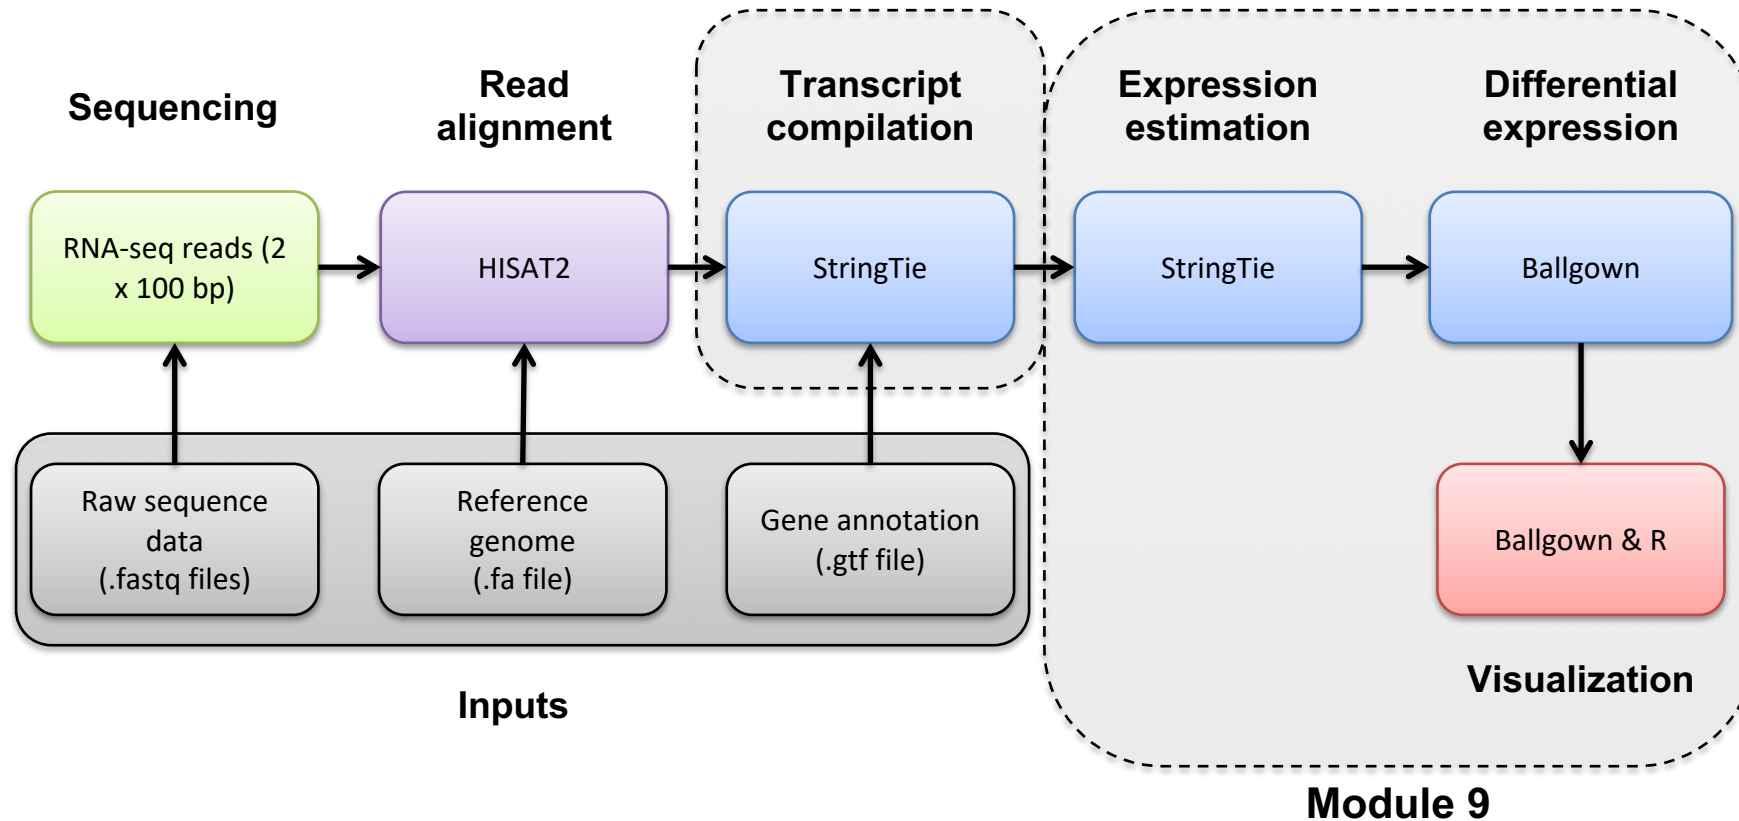 Sequencing
Read
alignment
Transcript
compilation
Expression
estimation
Differential
expression
RNA-seq reads (2
x 100 bp)
HISAT2
StringTie
StringTie
Ballgown
Raw sequence
data
(.fastq files)
Reference
genome
(.fa file)
Gene annotation
(.gtf file)
Ballgown & R
Inputs
Visualization
Module 9